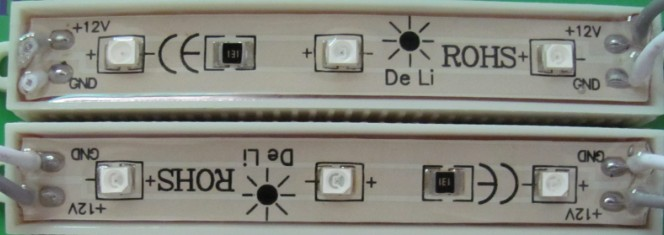 +12V +12V
+ - CE 131 + - ROHS + -
De Li
GND GND
GND GND
- + ROHS - + 131 CE - +
De Li
+12V +12V